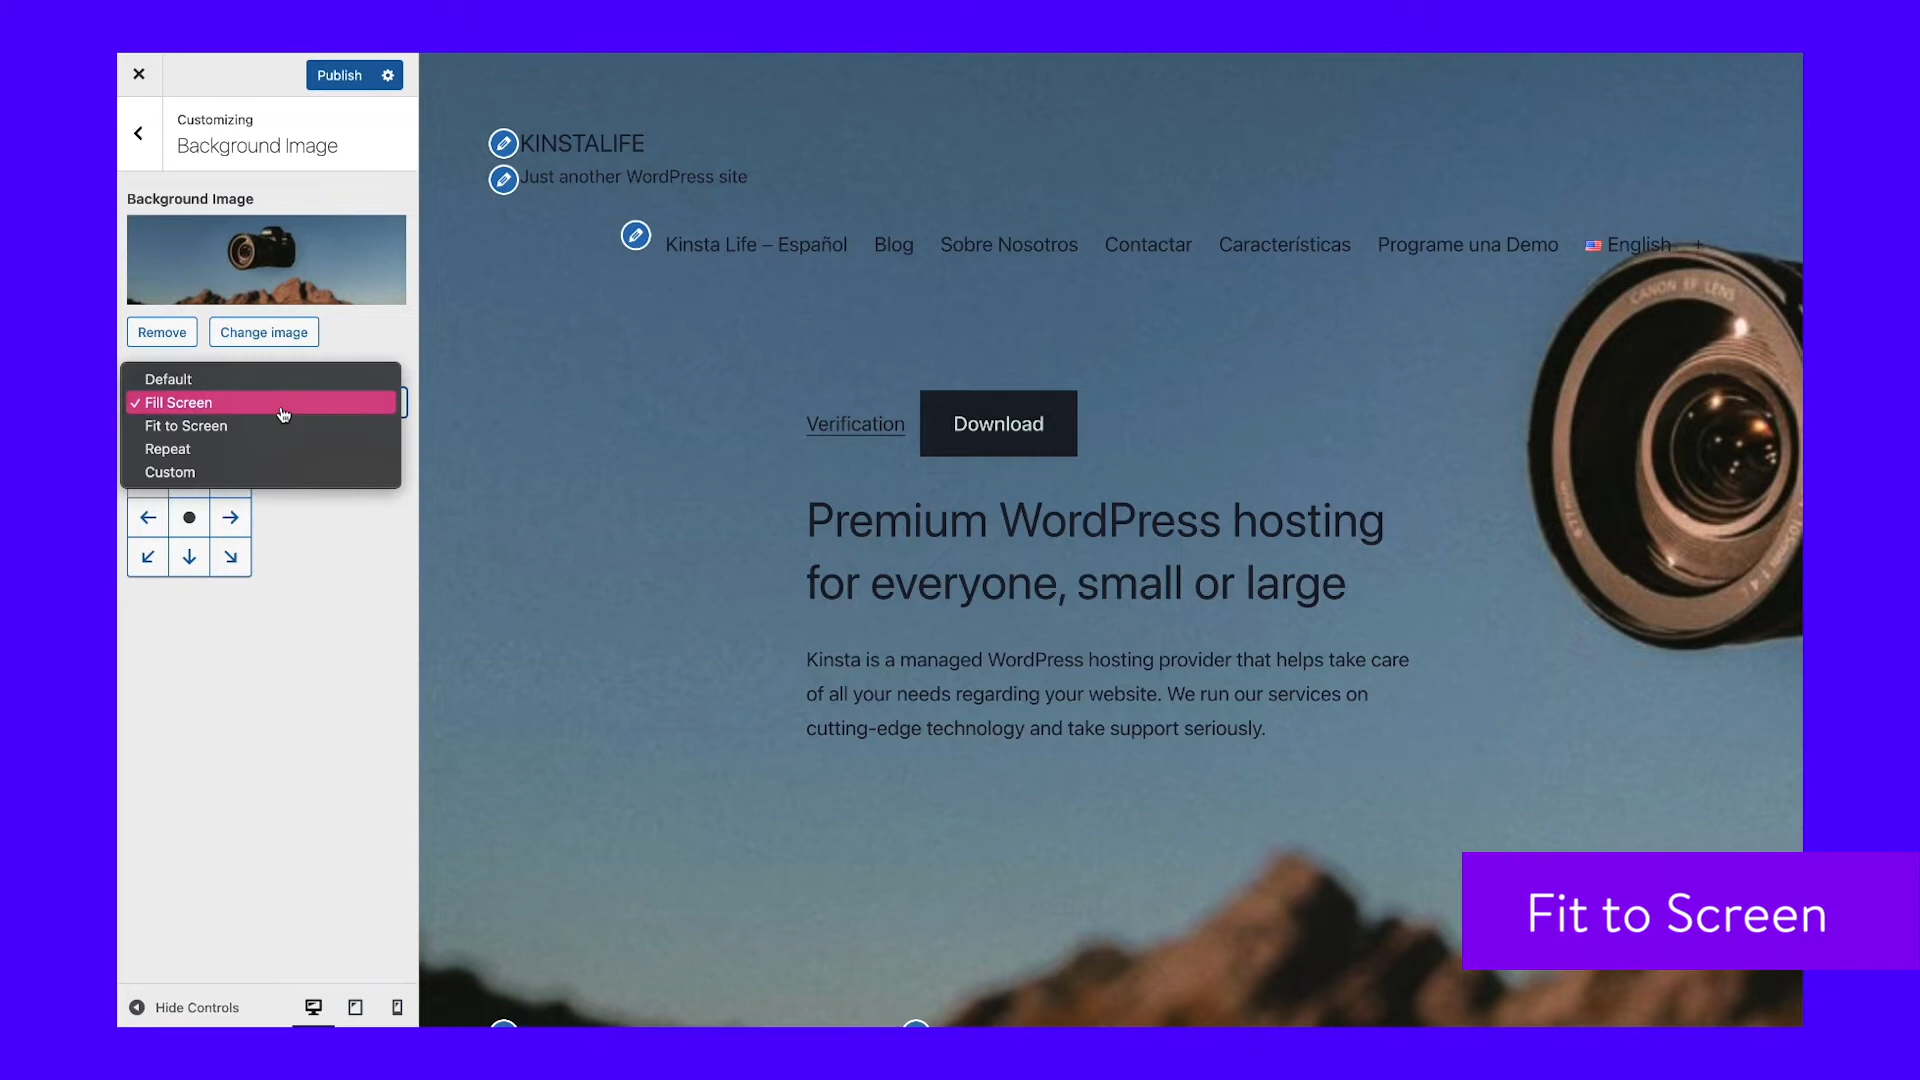 Publish
Customizing
Background Image
Background Image
Remove
Change image
Default
✓ Fill Screen
Fit to Screen
Repeat
Custom
Hide Controls
KINSTALIFE
Just another WordPress site
Kinsta Life – Español Blog Sobre Nosotros Contactar Características Programe una Demo English +
CANON EF LENS
Verification
Download
Premium WordPress hosting
for everyone, small or large
Kinsta is a managed WordPress hosting provider that helps take care
of all your needs regarding your website. We run our services on
cutting-edge technology and take support seriously.
Fit to Screen